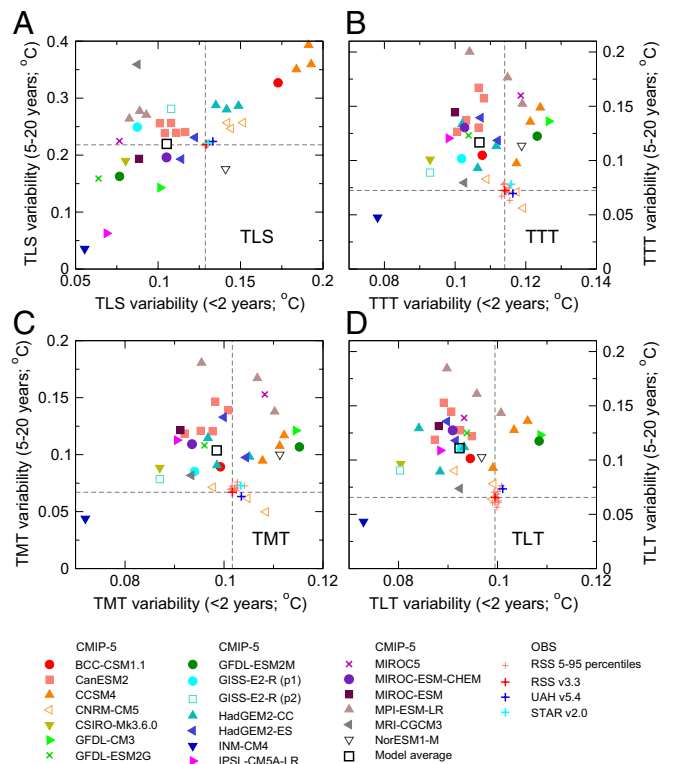 A
B
TLS variability (5-20 years; °C)
0.4
0.3
0.2
0.1
0
0.05
0.1
0.15
0.2
TLS
TLS variability (<2 years; °C)
TTT variability (5-20 years; °C)
0.2
0.15
0.1
0.05
0
0.08
0.1
0.12
0.14
TTT
TTT variability (<2 years; °C)
C
D
TMT variability (5-20 years; °C)
0.2
0.15
0.1
0.05
0
0.08
0.1
0.12
TMT
TMT variability (<2 years; °C)
TLT variability (5-20 years; °C)
0.2
0.15
0.1
0.05
0
0.08
0.1
0.12
TLT
TLT variability (<2 years; °C)
CMIP-5
BCC-CSM1.1
CanESM2
CCSM4
CNRM-CM5
CSIRO-Mk3.6.0
GFDL-CM3
GFDL-ESM2G
CMIP-5
GFDL-ESM2M
GISS-E2-R (p1)
GISS-E2-R (p2)
HadGEM2-CC
HadGEM2-ES
INM-CM4
IPSL-CM5A-LR
CMIP-5
MIROC5
MIROC-ESM-CHEM
MIROC-ESM
MPI-ESM-LR
MRI-CGCM3
NorESM1-M
Model average
OBS
RSS 5-95 percentiles
RSS v3.3
UAH v5.4
STAR v2.0